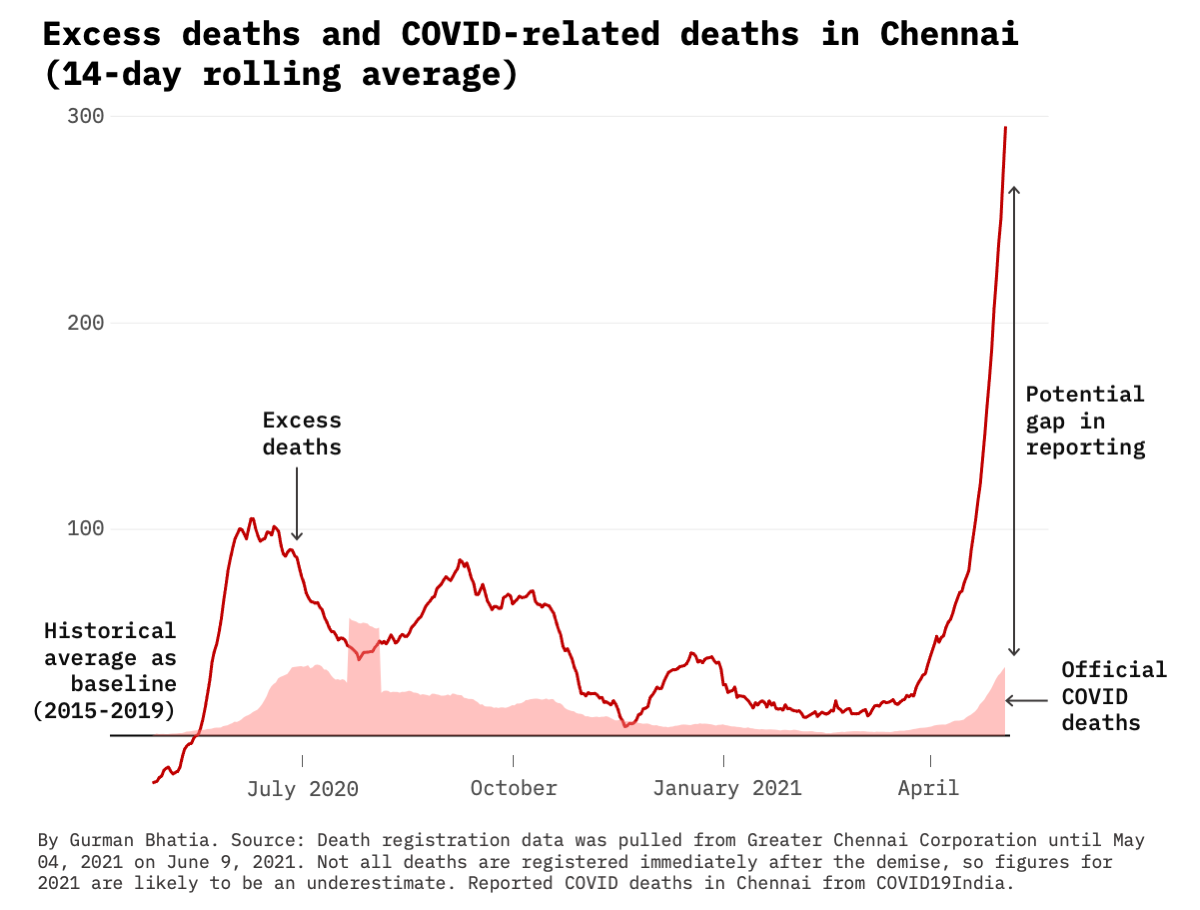 Excess deaths and COVID-related deaths in Chennai
(14-day rolling average)
300
200
100
Excess
deaths
Potential
gap in
reporting
Historical
average as
baseline
(2015-2019)
Official
COVID
deaths
July 2020
October
January 2021
April
By Gurman Bhatia. Source: Death registration data was pulled from Greater Chennai Corporation until May
04, 2021 on June 9, 2021. Not all deaths are registered immediately after the demise, so figures for
2021 are likely to be an underestimate. Reported COVID deaths in Chennai from COVID19India.